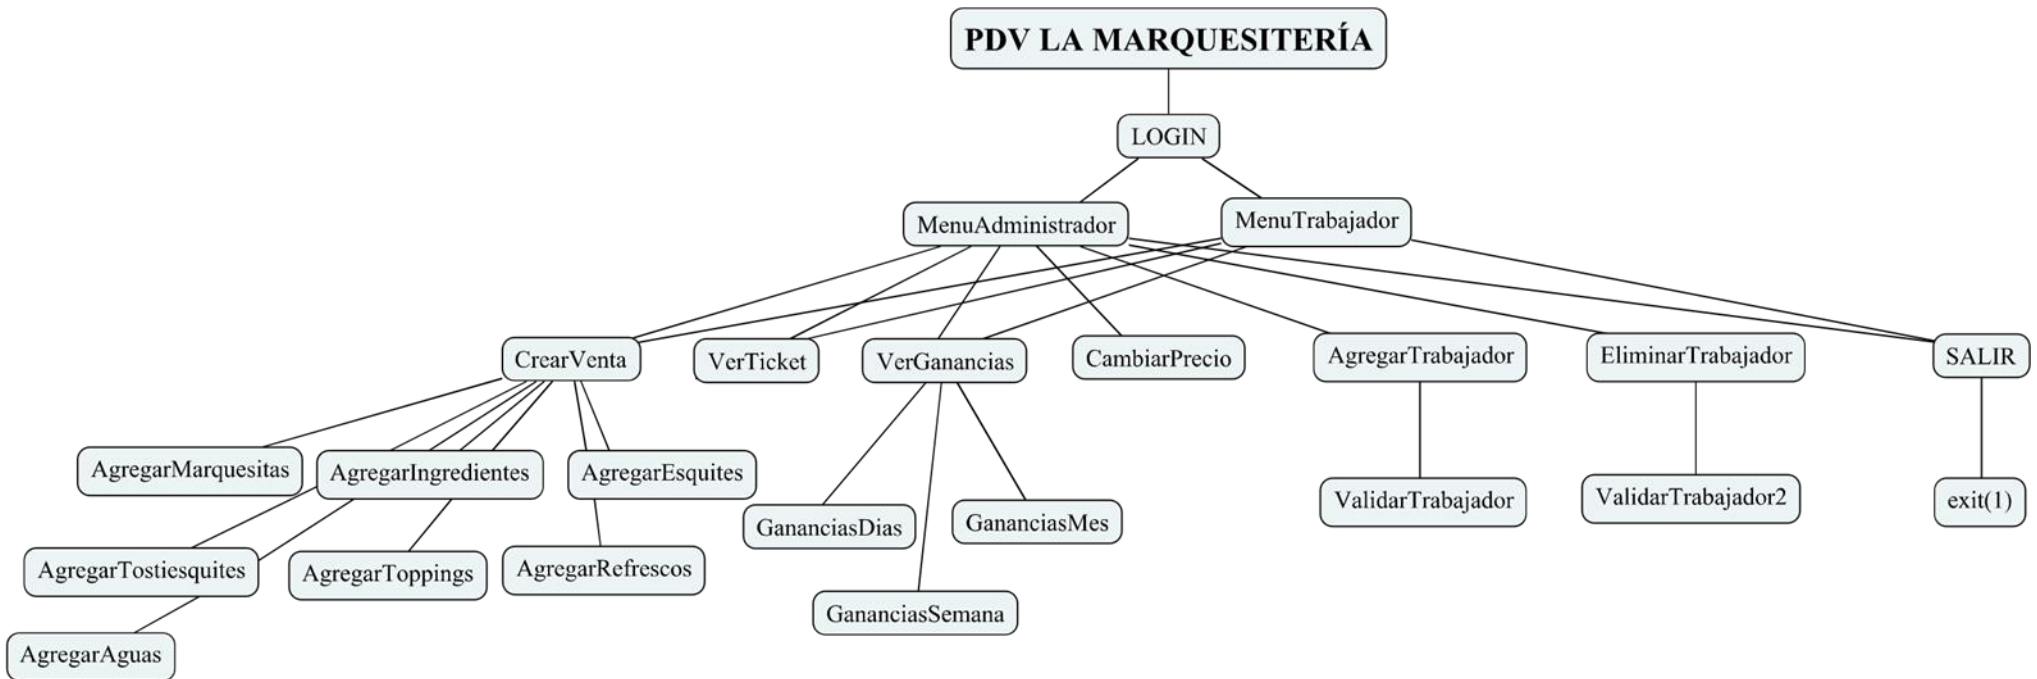 PDV LA MARQUESITERÍA
LOGIN
MenuAdministrador
MenuTrabajador
CrearVenta
VerTicket
VerGanancias
CambiarPrecio
AgregarTrabajador
EliminarTrabajador
SALIR
AgregarMarquesitas
AgregarIngredientes
AgregarEsquites
GananciasDias
GananciasMes
ValidarTrabajador
ValidarTrabajador2
exit(1)
AgregarTostiesquites
AgregarToppings
AgregarRefrescos
GananciasSemana
AgregarAguas